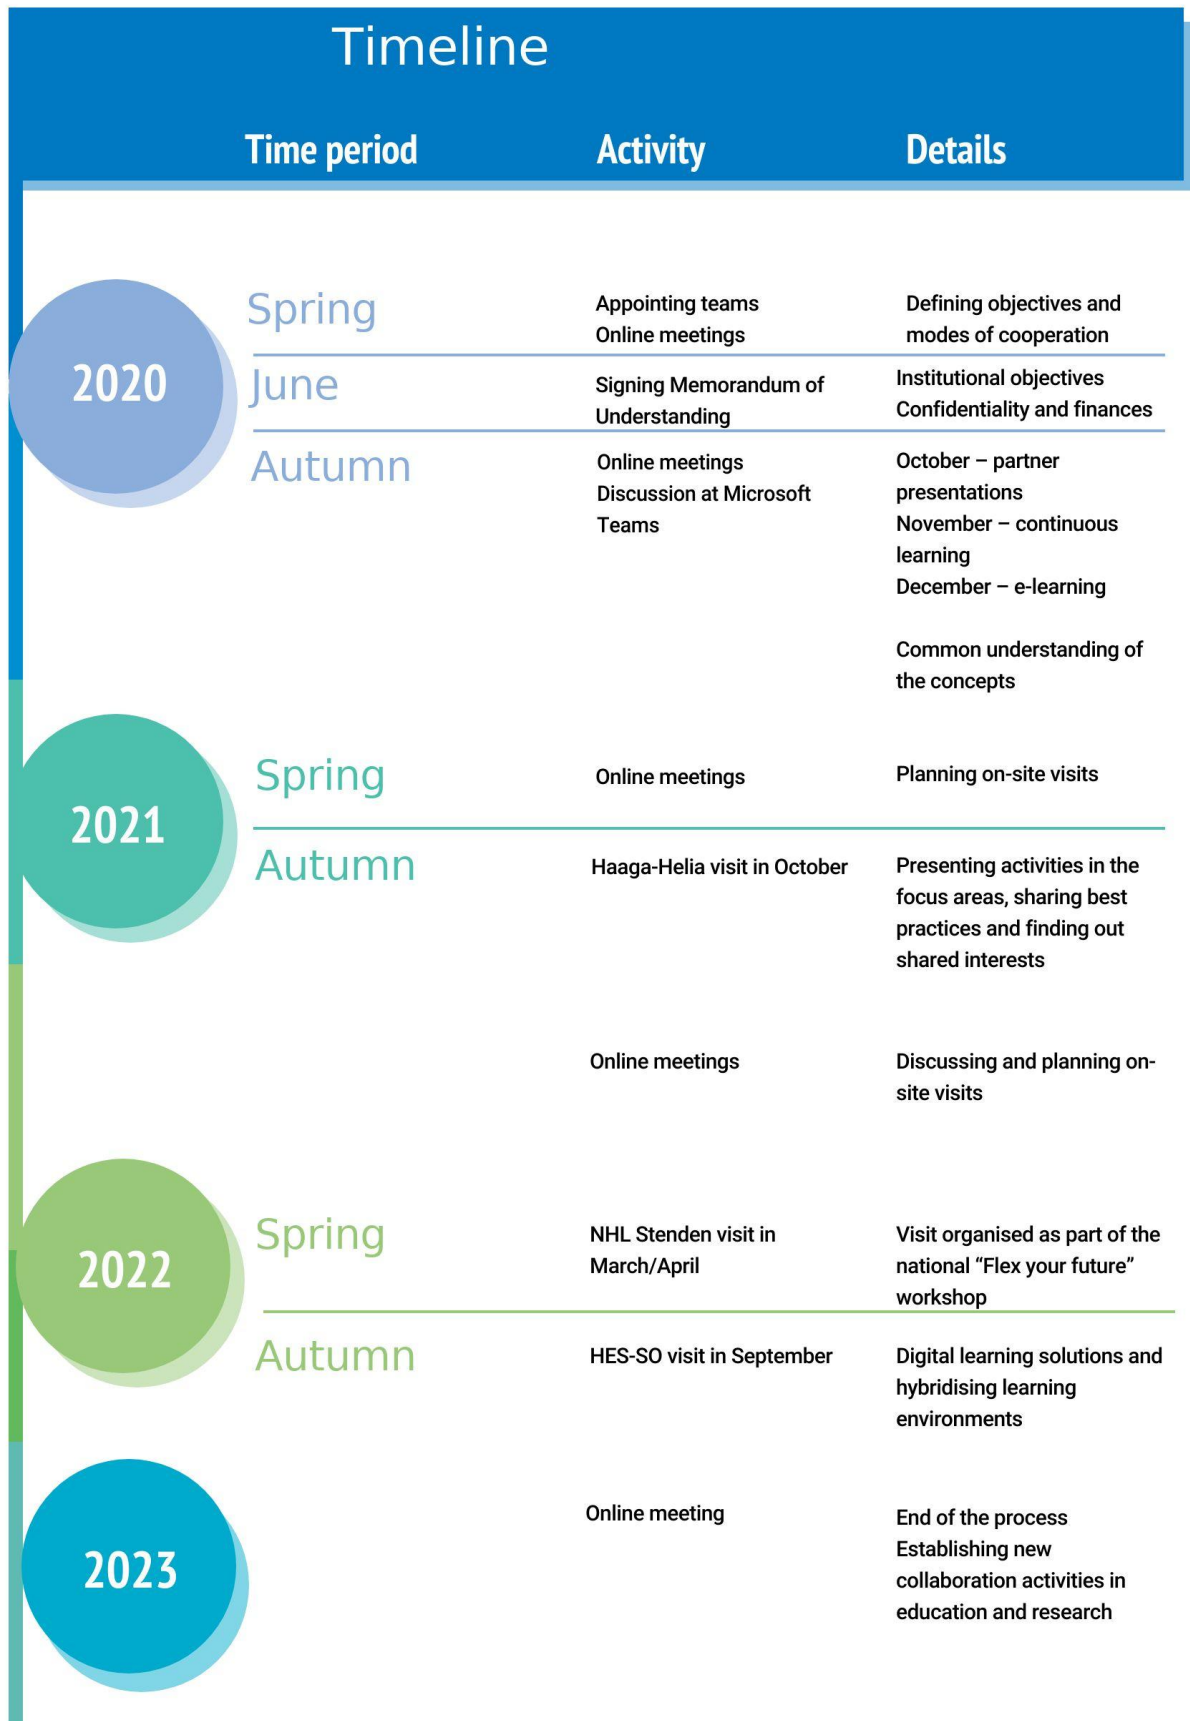 Timeline
Time period Activity Details
2020
Spring
Appointing teams
Online meetings
Defining objectives and
modes of cooperation
June
Signing Memorandum of
Understanding
Institutional objectives
Confidentiality and finances
Autumn
Online meetings
Discussion at Microsoft
Teams
October – partner
presentations
November – continuous
learning
December – e-learning
Common understanding of
the concepts
2021
Spring
Online meetings
Planning on-site visits
Autumn
Haaga-Helia visit in October
Presenting activities in the
focus areas, sharing best
practices and finding out
shared interests
Online meetings
Discussing and planning on-
site visits
2022
Spring
NHL Stenden visit in
March/April
Visit organised as part of the
national “Flex your future”
workshop
Autumn
HES-SO visit in September
Digital learning solutions and
hybridising learning
environments
2023
Online meeting
End of the process
Establishing new
collaboration activities in
education and research